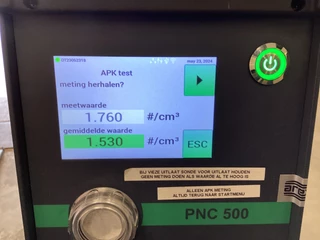 APK test
meting herhalen?
meetwaarde
1.760 #/cm³
gemiddelde waarde
1.530 #/cm³
ESC
BIJ VIEZE UITLAAT SONDE VOOR UITLAAT HOUDEN
GEEN METING DOEN ALS WAARDE AL TE HOOG IS
ALLEEN APK METING
ALTIJD TERUG NAAR STARTMENU
PNC 500